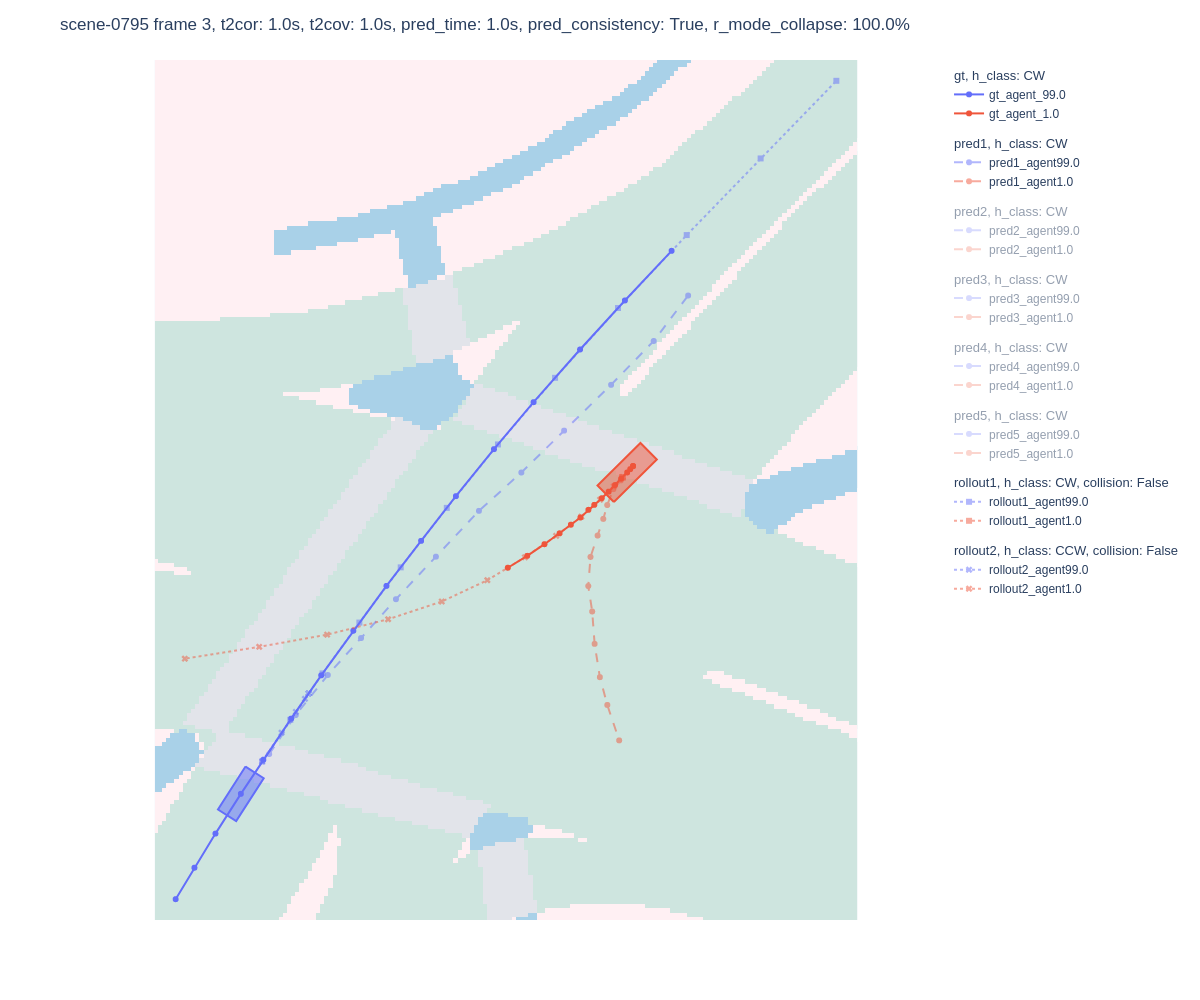 scene-0795 frame 3, t2cor: 1.0s, t2cov: 1.0s, pred_time: 1.0s, pred_consistency: True, r_mode_collapse: 100.0%
gt, h_class: CW
gt_agent_99.0
gt_agent_1.0
pred1, h_class: CW
pred1_agent99.0
pred1_agent1.0
pred2, h_class: CW
pred2_agent99.0
pred2_agent1.0
pred3, h_class: CW
pred3_agent99.0
pred3_agent1.0
pred4, h_class: CW
pred4_agent99.0
pred4_agent1.0
pred5, h_class: CW
pred5_agent99.0
pred5_agent1.0
rollout1, h_class: CW, collision: False
rollout1_agent99.0
rollout1_agent1.0
rollout2, h_class: CCW, collision: False
rollout2_agent99.0
rollout2_agent1.0